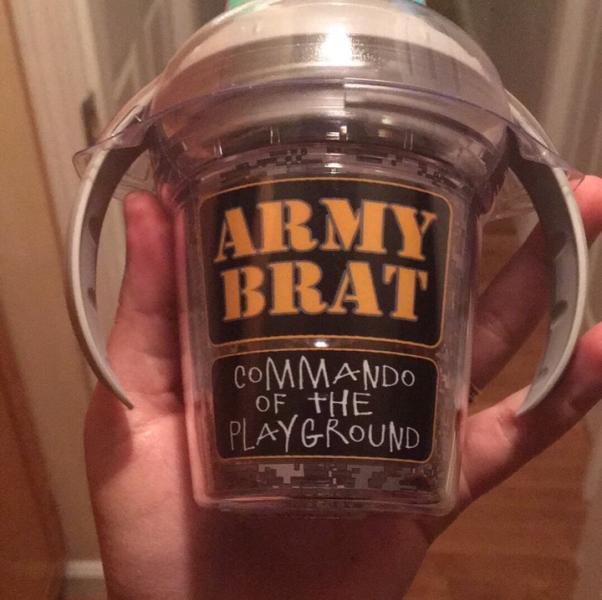 ARMY
BRAT
COMMANDO
OF THE
PLAYGROUND